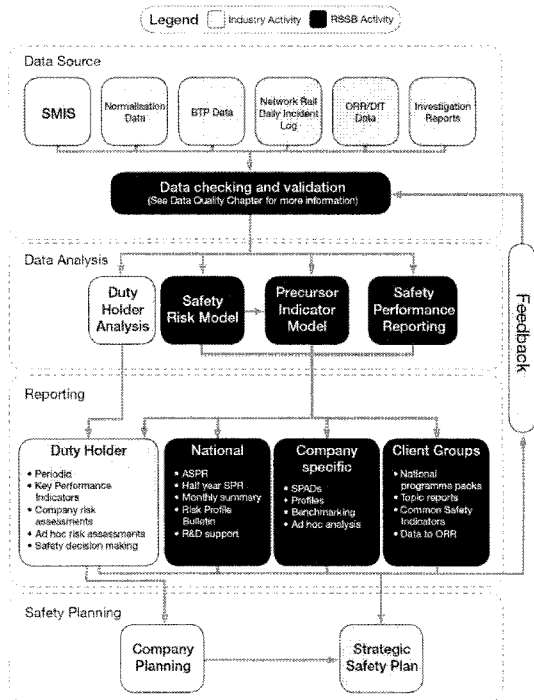 Legend Industry Activity RSSB Activity
Data Source
SMIS
Normalisation
Data
BTP Data
Network Rail
Daily Incident
Log
ORR/DfT
Data
Investigation
Reports
Data checking and validation
(See Data Quality Chapter for more information)
Data Analysis
Duty
Holder
Analysis
Safety
Risk Model
Precursor
Indicator
Model
Safety
Performance
Reporting
Feedback
Reporting
Duty Holder
• Periodic
• Key Performance
Indicators
• Company risk
assessments
• Ad hoc risk assessments
• Safety decision making
National
• ASPR
• Half year SPR
• Monthly summary
• Risk Profile
Bulletin
• R&D support
Company
specific
• SPADs
• Profiles
• Benchmarking
• Ad hoc analysis
Client Groups
• National
programme packs
• Topic reports
• Common Safety
Indicators
• Data to ORR
Safety Planning
Company
Planning
Strategic
Safety Plan